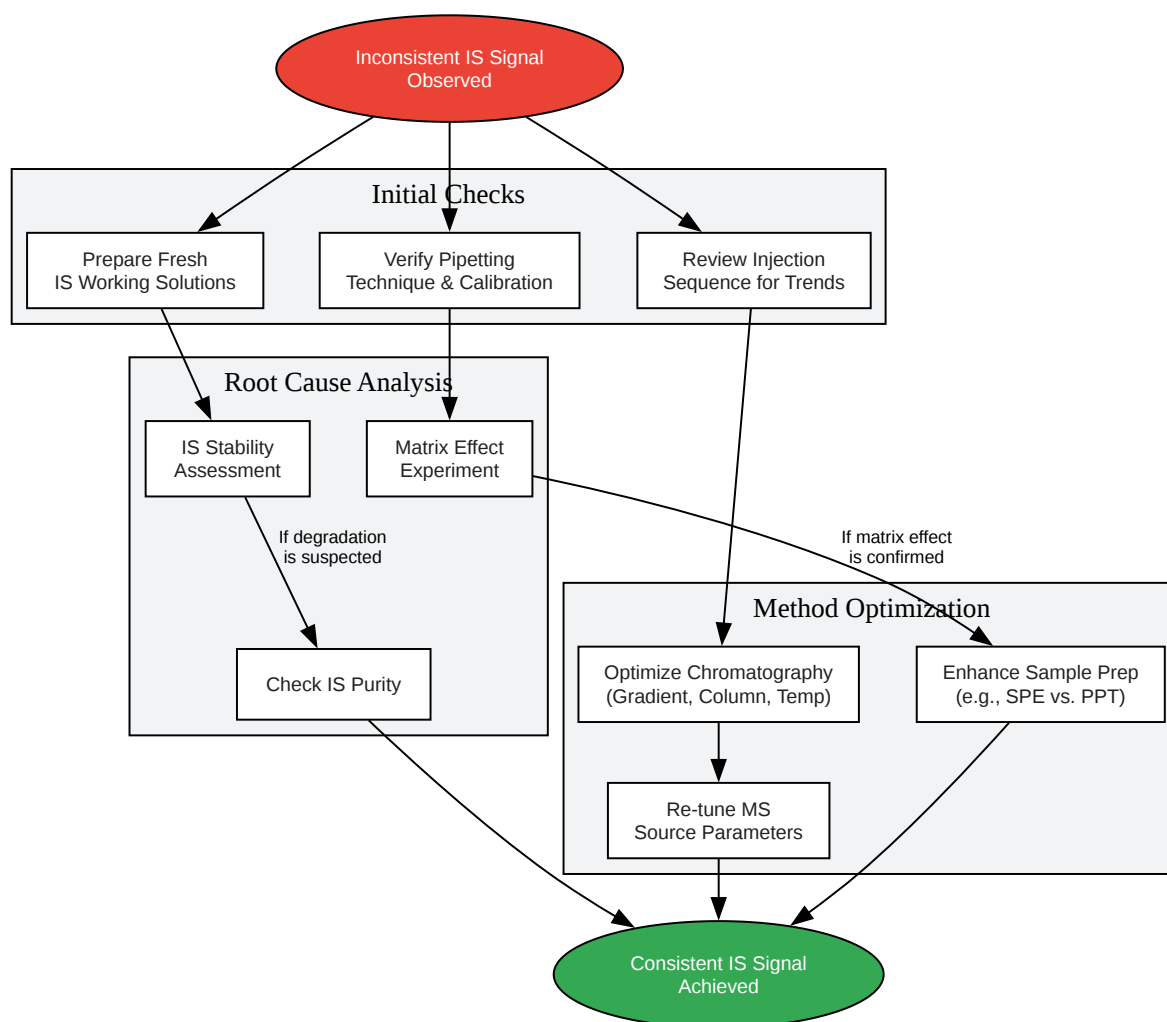 Inconsistent IS Signal
Observed
Initial Checks
Prepare Fresh
IS Working Solutions
Verify Pipetting
Technique & Calibration
Review Injection
Sequence for Trends
Root Cause Analysis
IS Stability
Assessment
Matrix Effect
Experiment
If degradation
is suspected
If matrix effect
is confirmed
Check IS Purity
Method Optimization
Optimize Chromatography
(Gradient, Column, Temp)
Enhance Sample Prep
(e.g., SPE vs. PPT)
Re-tune MS
Source Parameters
Consistent IS Signal
Achieved